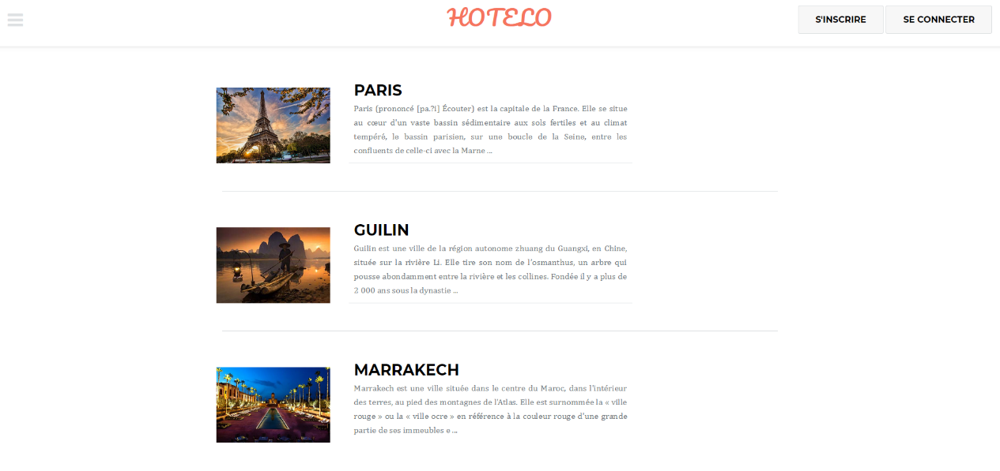 HOTELO
S'INSCRIRE
SE CONNECTER
PARIS
Paris (prononcé [pa.?i] Écouter) est la capitale de la France. Elle se situe
au cœur d'un vaste bassin sédimentaire aux sols fertiles et au climat
tempéré, le bassin parisien, sur une boucle de la Seine, entre les
confluents de celle-ci avec la Marne ...
GUILIN
Guilin est une ville de la région autonome zhuang du Guangxi, en Chine,
située sur la rivière Li. Elle tire son nom de l'osmanthus, un arbre qui
pousse abondamment entre la rivière et les collines. Fondée il y a plus de
2 000 ans sous la dynastie ...
MARRAKECH
Marrakech est une ville située dans le centre du Maroc, dans l'intérieur
des terres, au pied des montagnes de l'Atlas. Elle est surnommée la « ville
rouge » ou la « ville ocre » en référence à la couleur rouge d'une grande
partie de ses immeubles e ...